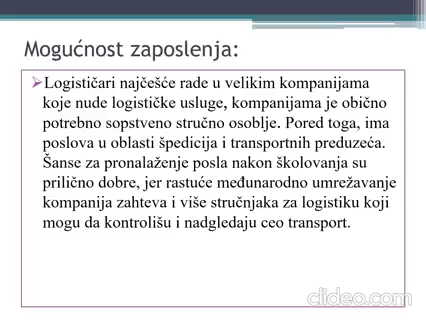 Mogućnost zaposlenja:
➢Logističari najčešće rade u velikim kompanijama
koje nude logističke usluge, kompanijama je obično
potrebno sopstveno stručno osoblje. Pored toga, ima
poslova u oblasti špedicija i transportnih preduzeća.
Šanse za pronalaženje posla nakon školovanja su
prilično dobre, jer rastuće međunarodno umrežavanje
kompanija zahteva i više stručnjaka za logistiku koji
mogu da kontrolišu i nadgledaju ceo transport.
clideo.com